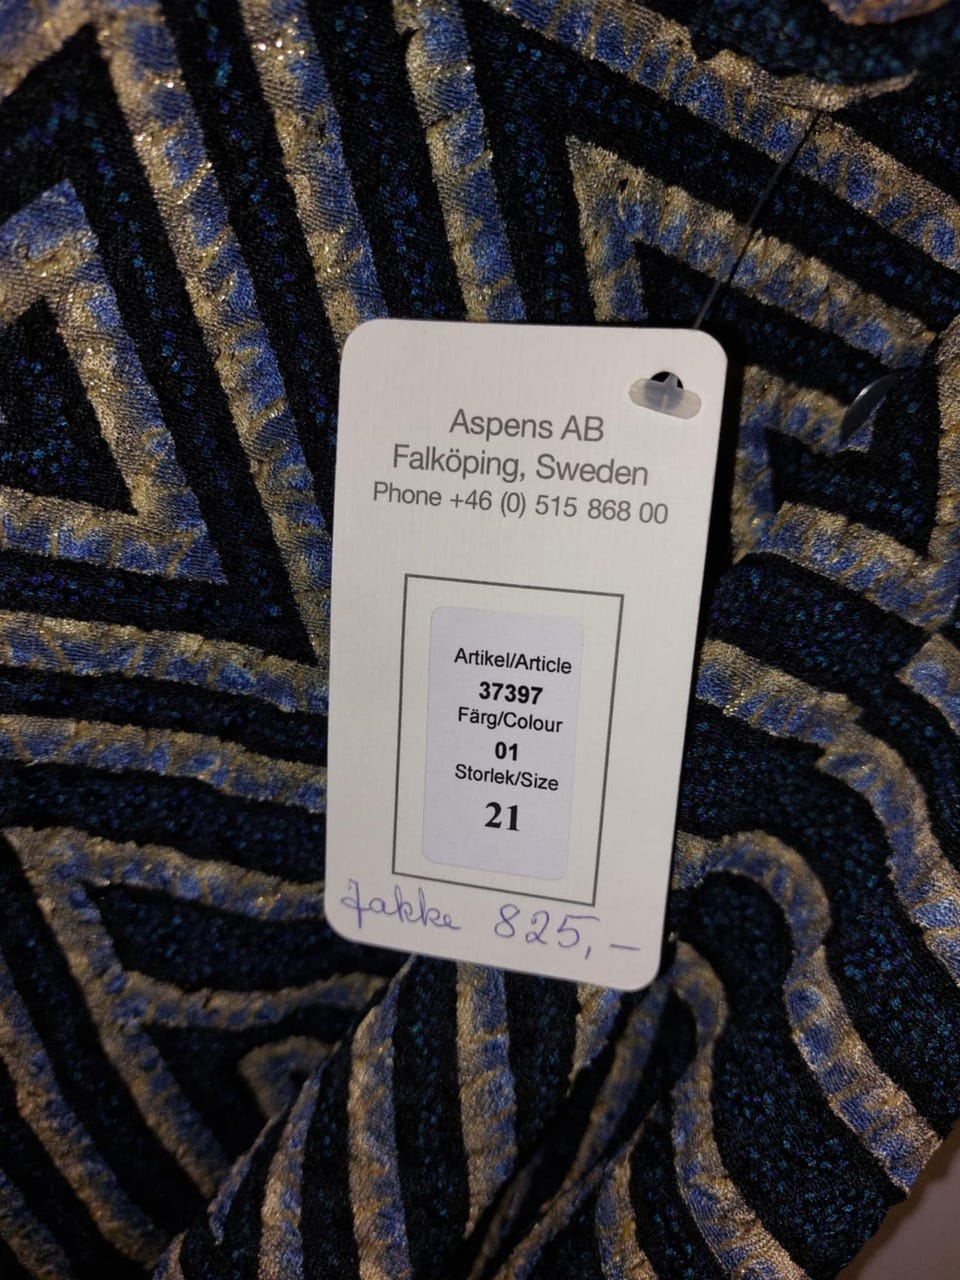 Aspens AB
Falköping, Sweden
Phone +46 (0) 515 868 00
Artikel/Article
37397
Färg/Colour
01
Storlek/Size
21
Jakke 825,-